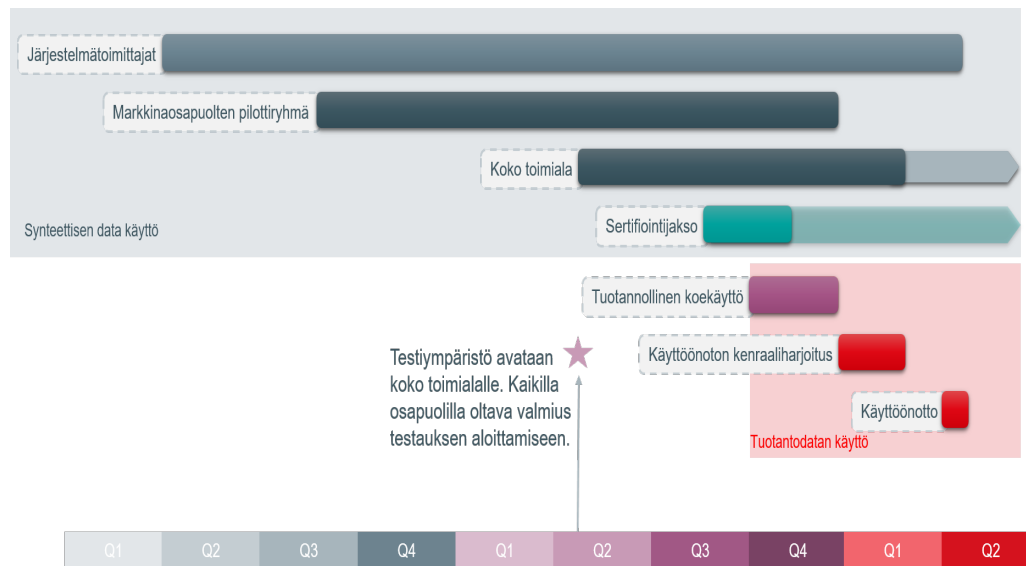 Järjestelmätoimittajat
Markkinaosapuolten pilottiryhmä
Koko toimiala
Sertifiointijakso
Synteettisen data käyttö
Tuotannollinen koekäyttö
Käyttöönoton kenraaliharjoitus
Testiympäristö avataan
koko toimialalle. Kaikilla
osapuolilla oltava valmius
testauksen aloittamiseen.
Käyttöönotto
Tuotantodatan käyttö
Q1 Q2 Q3 Q4 Q1 Q2 Q3 Q4 Q1 Q2